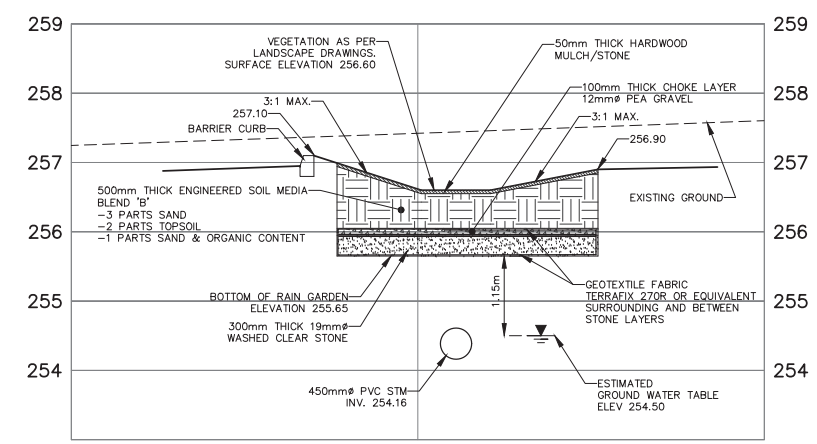 259
259
VEGETATION AS PER
LANDSCAPE DRAWINGS.
SURFACE ELEVATION 256.60
50mm THICK HARDWOOD
MULCH/STONE
258
258
3:1 MAX.
257.10
BARRIER CURB
100mm THICK CHOKE LAYER
12mmø PEA GRAVEL
3:1 MAX.
256.90
257
257
500mm THICK ENGINEERED SOIL MEDIA
BLEND 'B'
-3 PARTS SAND
-2 PARTS TOPSOIL
-1 PARTS SAND & ORGANIC CONTENT
EXISTING GROUND
256
256
BOTTOM OF RAIN GARDEN
ELEVATION 255.65
300mm THICK 19mmø
WASHED CLEAR STONE
1.15m
GEOTEXTILE FABRIC
TERRAFIX 270R OR EQUIVALENT
SURROUNDING AND BETWEEN
STONE LAYERS
255
255
254
254
450mmø PVC STM
INV. 254.16
ESTIMATED
GROUND WATER TABLE
ELEV 254.50